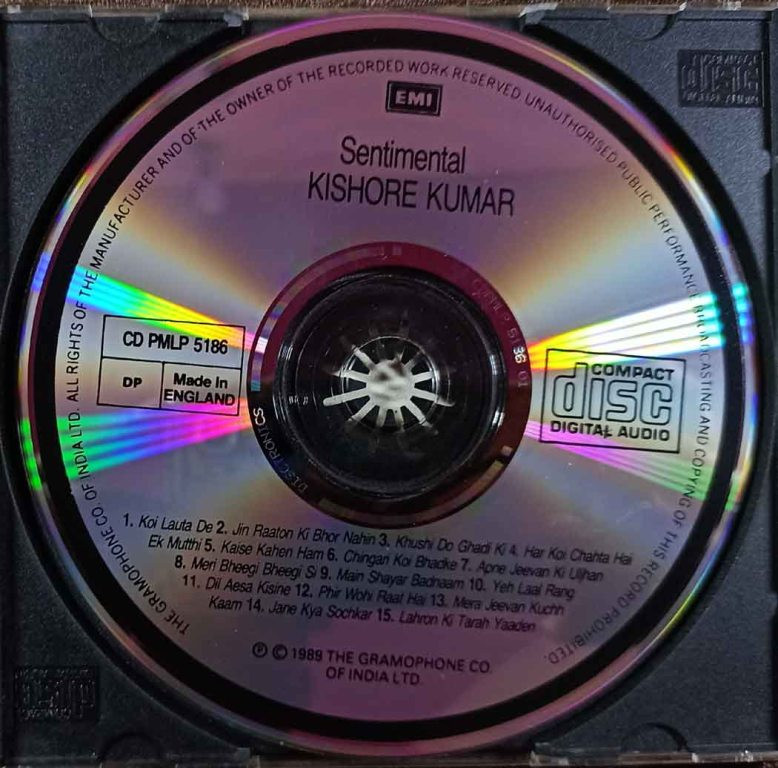 THE GRAMOPHONE CO. OF INDIA LTD. ALL RIGHTS OF THE MANUFACTURER AND OF THE OWNER OF THE RECORDED WORK RESERVED UNAUTHORISED PUBLIC PERFORMANCE BROADCASTING AND COPYING OF THIS RECORD PROHIBITED.
EMI
Sentimental
KISHORE KUMAR
CD PMLP 5186
DP
Made in
ENGLAND
COMPACT
disc
DIGITAL AUDIO
1. Koi Lauta De 2. Jin Raaton Ki Bhor Nahin 3. Khushi Do Ghadi Ki 4. Har Koi Chahta Hai
Ek Mutthi 5. Kaise Kahen Ham 6. Chingari Koi Bhadke 7. Apne Jeevan Ki Uljhan
8. Meri Bheegi Bheegi Si 9. Main Shayar Badnaam 10. Yeh Laal Rang
11. Dil Aesa Kisine 12. Phir Wohi Raat Hai 13. Mera Jeevan Kuchh
Kaam 14. Jane Kya Sochkar 15. Lahron Ki Tarah Yaaden
Ⓟ © 1989 THE GRAMOPHONE CO.
OF INDIA LTD.
COMPACT
disc
DIGITAL AUDIO